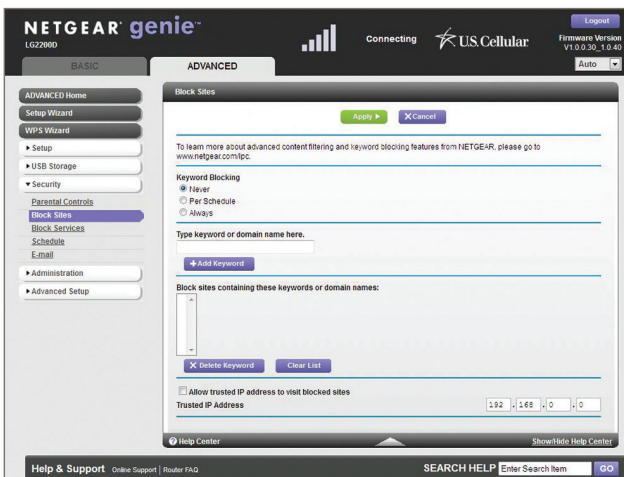 NETGEAR genie™
LG2200D
Connecting
U.S. Cellular
Logout
Firmware Version
V1.0.0.30_1.0.40
Auto
BASIC
ADVANCED
ADVANCED Home
Setup Wizard
WPS Wizard
Setup
USB Storage
Security
Parental Controls
Block Sites
Block Services
Schedule
E-mail
Administration
Advanced Setup
Block Sites
Apply
X Cancel
To learn more about advanced content filtering and keyword blocking features from NETGEAR, please go to
www.netgear.com/lpc.
Keyword Blocking
Never
Per Schedule
Always
Type keyword or domain name here.
+ Add Keyword
Block sites containing these keywords or domain names:
X Delete Keyword
Clear List
Allow trusted IP address to visit blocked sites
Trusted IP Address
192 . 168 . 0 . 0
Help Center
Show/Hide Help Center
Help & Support
Online Support | Router FAQ
SEARCH HELP
Enter Search Item
GO